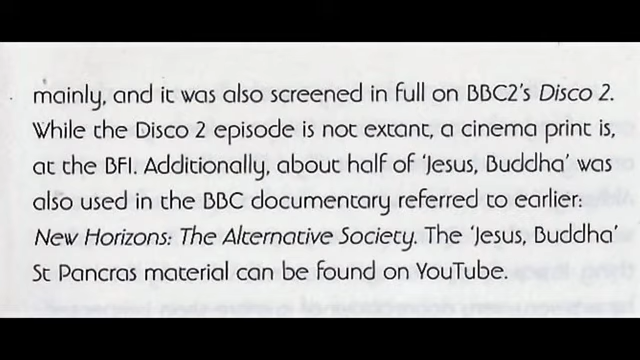 mainly, and it was also screened in full on BBC2's Disco 2.
While the Disco 2 episode is not extant, a cinema print is,
at the BFI. Additionally, about half of 'Jesus, Buddha' was
also used in the BBC documentary referred to earlier:
New Horizons: The Alternative Society. The 'Jesus, Buddha'
St Pancras material can be found on YouTube.